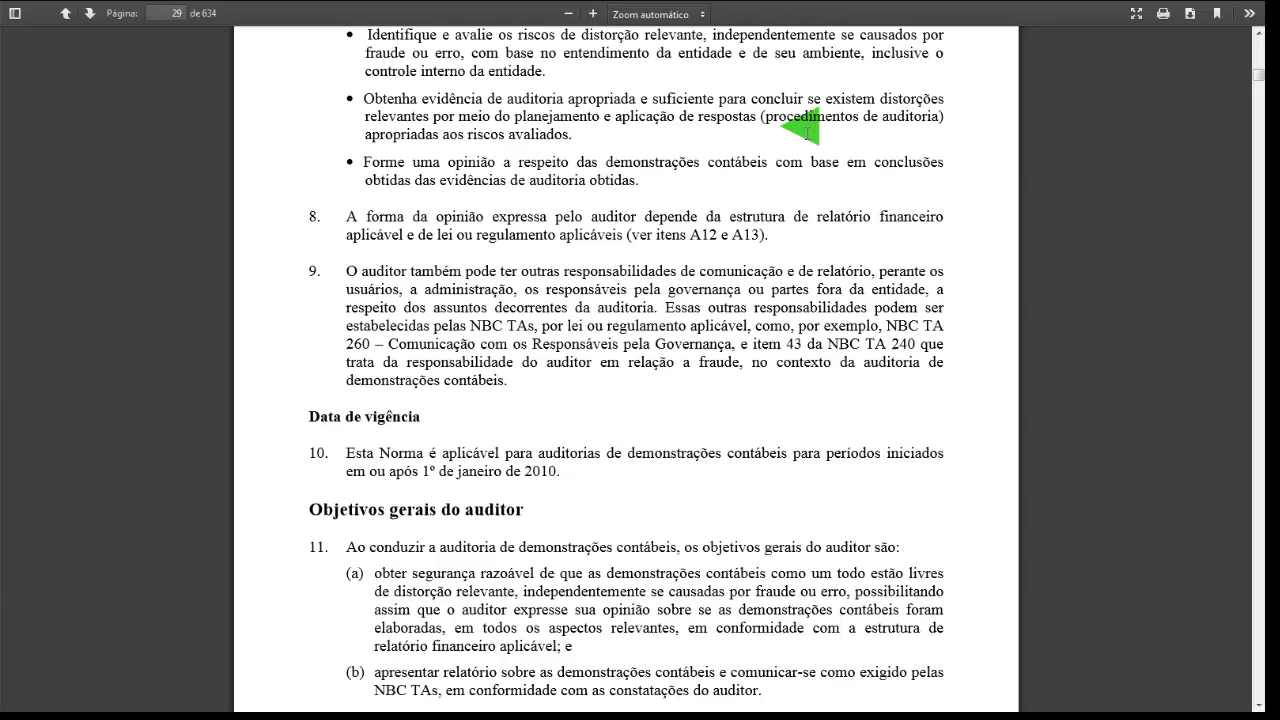 Página: 29 de 634 Zoom automático
• Identifique e avalie os riscos de distorção relevante, independentemente se causados por
fraude ou erro, com base no entendimento da entidade e de seu ambiente, inclusive o
controle interno da entidade.
• Obtenha evidência de auditoria apropriada e suficiente para concluir se existem distorções
relevantes por meio do planejamento e aplicação de respostas (procedimentos de auditoria)
apropriadas aos riscos avaliados.
• Forme uma opinião a respeito das demonstrações contábeis com base em conclusões
obtidas das evidências de auditoria obtidas.
8. A forma da opinião expressa pelo auditor depende da estrutura de relatório financeiro
aplicável e de lei ou regulamento aplicáveis (ver itens A12 e A13).
9. O auditor também pode ter outras responsabilidades de comunicação e de relatório, perante os
usuários, a administração, os responsáveis pela governança ou partes fora da entidade, a
respeito dos assuntos decorrentes da auditoria. Essas outras responsabilidades podem ser
estabelecidas pelas NBC TAs, por lei ou regulamento aplicável, como, por exemplo, NBC TA
260 – Comunicação com os Responsáveis pela Governança, e item 43 da NBC TA 240 que
trata da responsabilidade do auditor em relação a fraude, no contexto da auditoria de
demonstrações contábeis.
Data de vigência
10. Esta Norma é aplicável para auditorias de demonstrações contábeis para períodos iniciados
em ou após 1º de janeiro de 2010.
Objetivos gerais do auditor
11. Ao conduzir a auditoria de demonstrações contábeis, os objetivos gerais do auditor são:
(a) obter segurança razoável de que as demonstrações contábeis como um todo estão livres
de distorção relevante, independentemente se causadas por fraude ou erro, possibilitando
assim que o auditor expresse sua opinião sobre se as demonstrações contábeis foram
elaboradas, em todos os aspectos relevantes, em conformidade com a estrutura de
relatório financeiro aplicável; e
(b) apresentar relatório sobre as demonstrações contábeis e comunicar-se como exigido pelas
NBC TAs, em conformidade com as constatações do auditor.